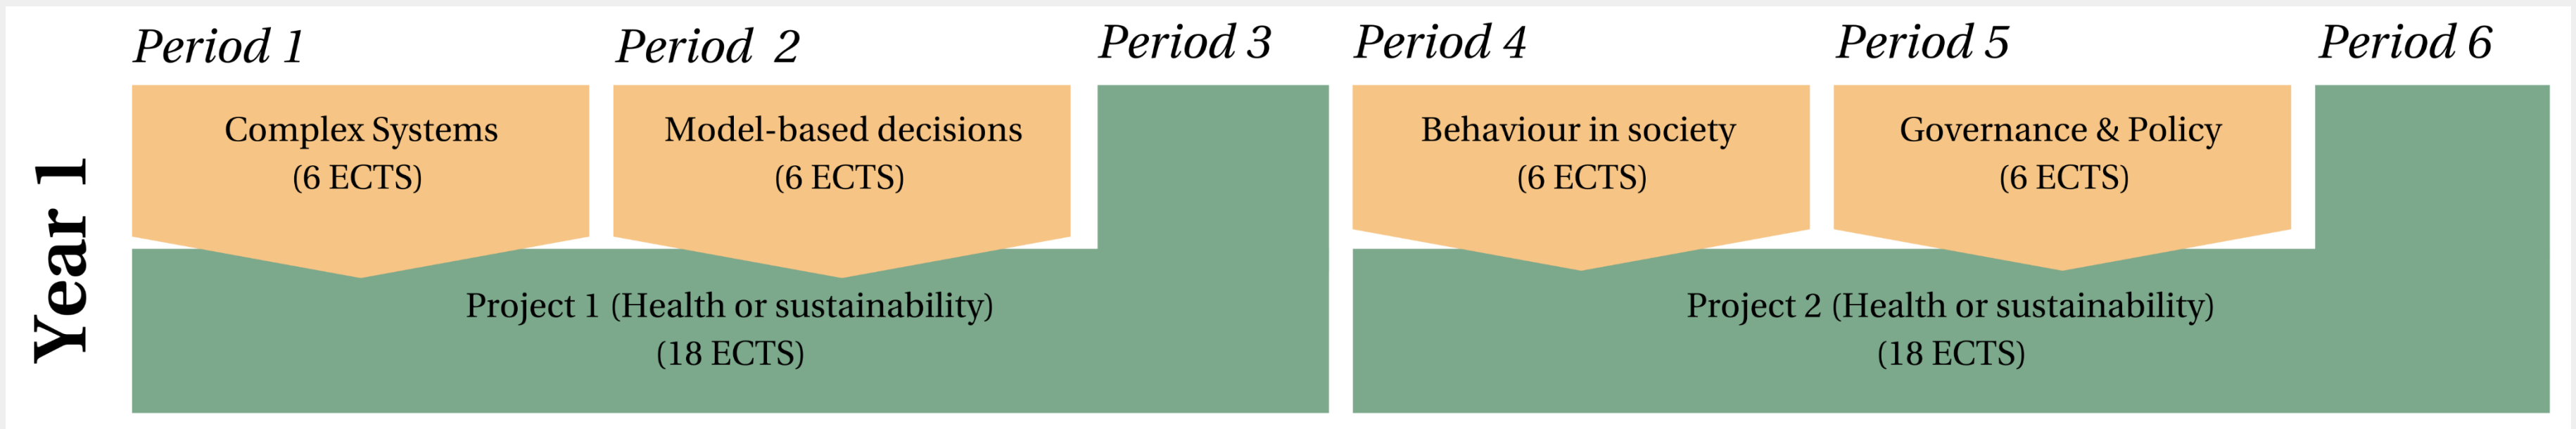 Period 1
Period 2
Period 3
Period 4
Period 5
Period 6
Year 1
Complex Systems
(6 ECTS)
Model-based decisions
(6 ECTS)
Behaviour in society
(6 ECTS)
Governance & Policy
(6 ECTS)
Project 1 (Health or sustainability)
(18 ECTS)
Project 2 (Health or sustainability)
(18 ECTS)